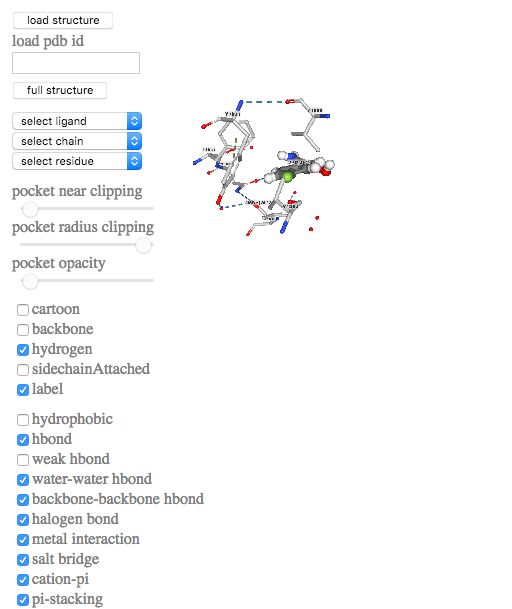 load structure
load pdb id
full structure
select ligand
select chain
select residue
pocket near clipping
pocket radius clipping
pocket opacity
cartoon
backbone
hydrogen
sidechainAttached
label
hydrophobic
hbond
weak hbond
water-water hbond
backbone-backbone hbond
halogen bond
metal interaction
salt bridge
cation-pi
pi-stacking